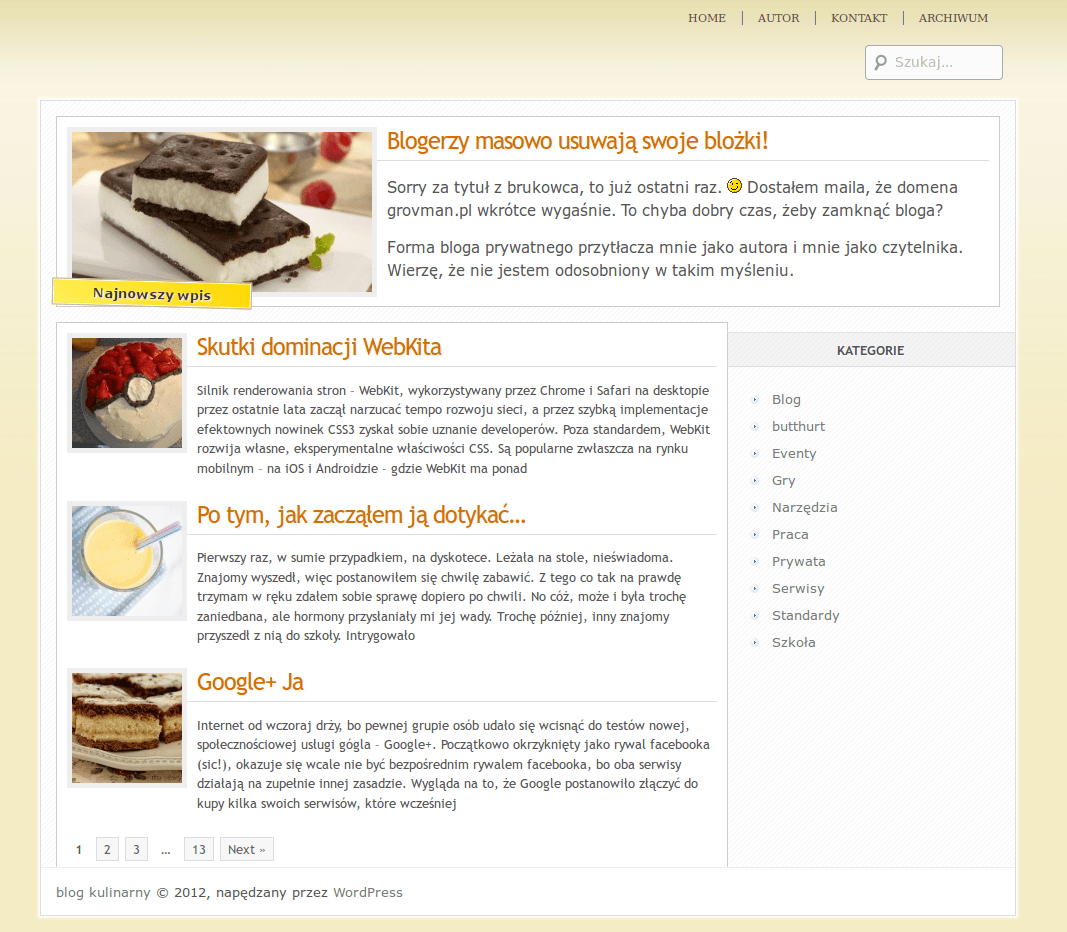 HOME
AUTOR
KONTAKT
ARCHIWUM
Szukaj...
Blogerzy masowo usuwają swoje blożki!
Sorry za tytuł z brukowca, to już ostatni raz. Dostałem maila, że domena
grovman.pl wkrótce wygaśnie. To chyba dobry czas, żeby zamknąć bloga?
Forma bloga prywatnego przytłacza mnie jako autora i mnie jako czytelnika.
Wierzę, że nie jestem odosobniony w takim myśleniu.
Najnowszy wpis
Skutki dominacji WebKita
Silnik renderowania stron - WebKit, wykorzystywany przez Chrome i Safari na desktopie
przez ostatnie lata zaczął narzucać tempo rozwoju sieci, a przez szybką implementacje
efektownych nowinek CSS3 zyskał sobie uznanie developerów. Poza standardem, WebKit
rozwija własne, eksperymentalne właściwości CSS. Są popularne zwłaszcza na rynku
mobilnym - na iOS i Androidzie - gdzie WebKit ma ponad
Po tym, jak zacząłem ją dotykać...
Pierwszy raz, w sumie przypadkiem, na dyskotece. Leżała na stole, nieświadoma.
Znajomy wyszedł, więc postanowiłem się chwilę zabawić. Z tego co tak na prawdę
trzymam w ręku zdałem sobie sprawę dopiero po chwili. No cóż, może i była trochę
zaniedbana, ale hormony przysłaniały mi jej wady. Trochę później, inny znajomy
przyszedł z nią do szkoły. Intrygowało
Google+ Ja
Internet od wczoraj drży, bo pewnej grupie osób udało się wcisnąć do testów nowej,
społecznościowej usługi gógla - Google+. Początkowo okrzyknięty jako rywal facebooka
(sic!), okazuje się wcale nie być bezpośrednim rywalem facebooka, bo oba serwisy
działają na zupełnie innej zasadzie. Wygląda na to, że Google postanowiło złączyć do
kupy kilka swoich serwisów, które wcześniej
1 2 3 ... 13 Next »
KATEGORIE
Blog
butthurt
Eventy
Gry
Narzędzia
Praca
Prywata
Serwisy
Standardy
Szkoła
blog kulinarny © 2012, napędzany przez WordPress